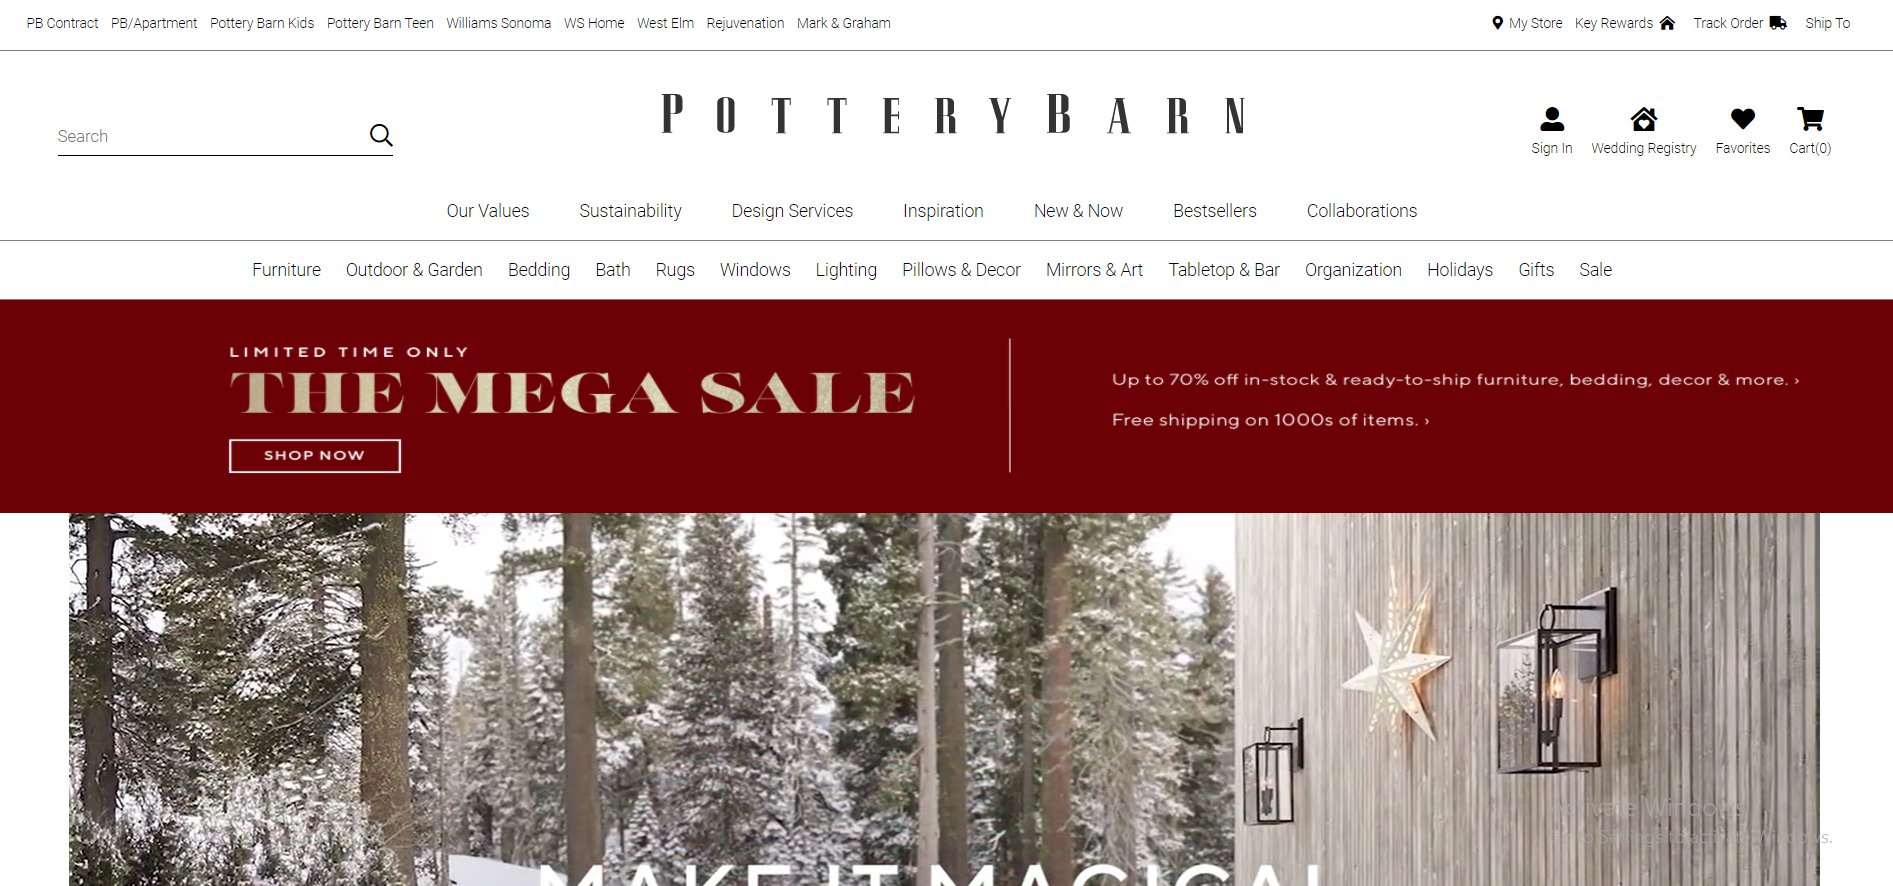 PB Contract PB/Apartment Pottery Barn Kids Pottery Barn Teen Williams Sonoma WS Home West Elm Rejuvenation Mark & Graham My Store Key Rewards Track Order Ship To
POTTERY BARN
Search
Sign In Wedding Registry Favorites Cart(0)
Our Values Sustainability Design Services Inspiration New & Now Bestsellers Collaborations
Furniture Outdoor & Garden Bedding Bath Rugs Windows Lighting Pillows & Decor Mirrors & Art Tabletop & Bar Organization Holidays Gifts Sale
LIMITED TIME ONLY
THE MEGA SALE
SHOP NOW
Up to 70% off in-stock & ready-to-ship furniture, bedding, decor & more. ›
Free shipping on 1000s of items. ›
Activate Windows
Go to Settings to activate Windows.
MAKE IT MAGICAL